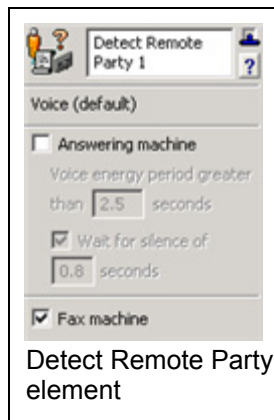 Detect Remote
Party 1
?
?
Voice (default)
Answering machine
Voice energy period greater
than 2.5 seconds
Wait for silence of
0.8 seconds
Fax machine
Detect Remote Party
element